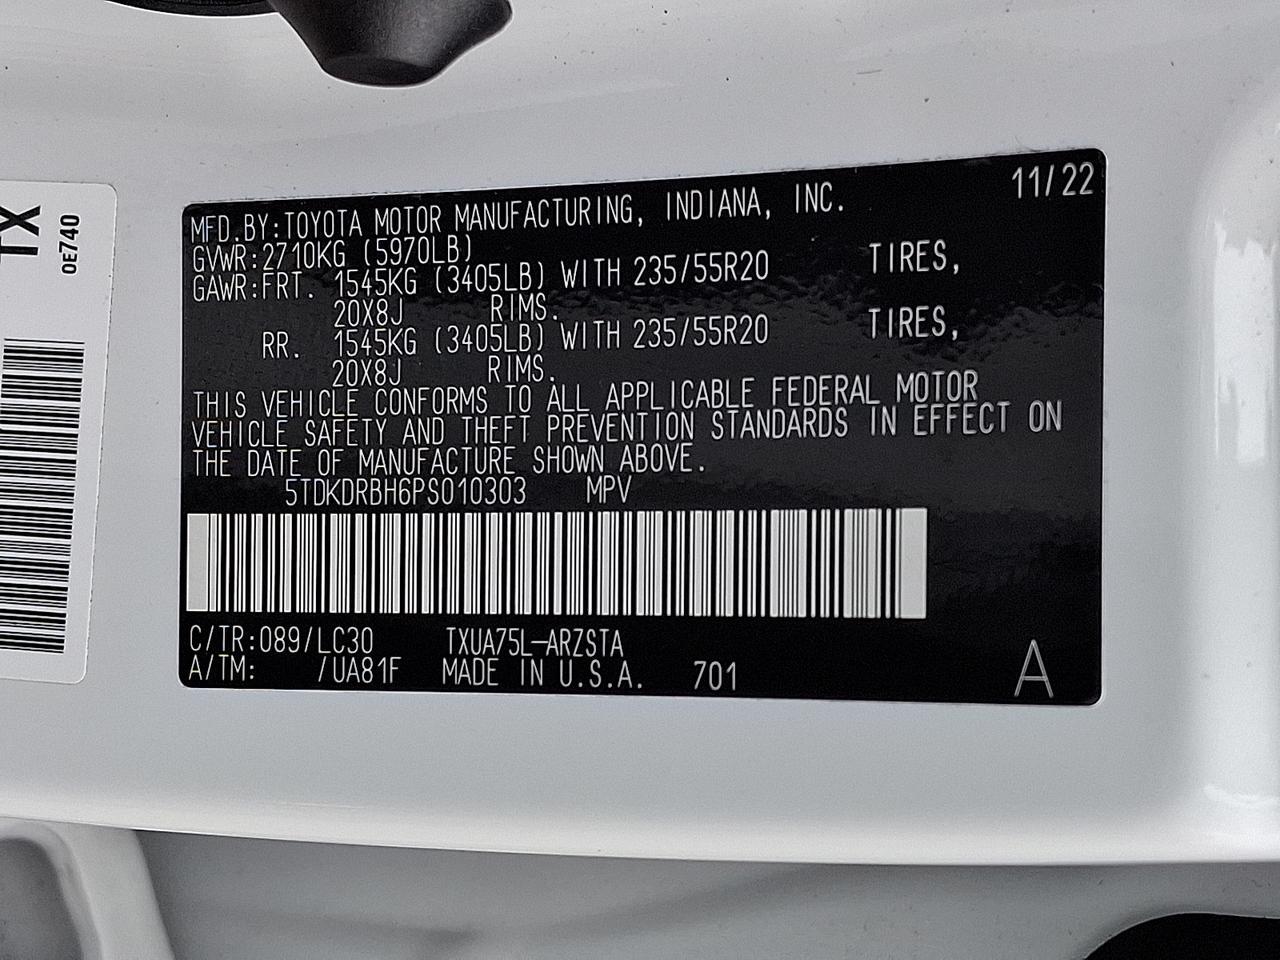 TX
0E740
MFD.BY:TOYOTA MOTOR MANUFACTURING, INDIANA, INC. 11/22
GVWR:2710KG (5970LB)
GAWR:FRT. 1545KG (3405LB) WITH 235/55R20 TIRES,
20X8J RIMS.
RR. 1545KG (3405LB) WITH 235/55R20 TIRES,
20X8J RIMS.
THIS VEHICLE CONFORMS TO ALL APPLICABLE FEDERAL MOTOR
VEHICLE SAFETY AND THEFT PREVENTION STANDARDS IN EFFECT ON
THE DATE OF MANUFACTURE SHOWN ABOVE.
5TDKDRBH6PS010303 MPV
C/TR:089/LC30 TXUA75L-ARZSTA
A/TM: /UA81F MADE IN U.S.A. 701 A